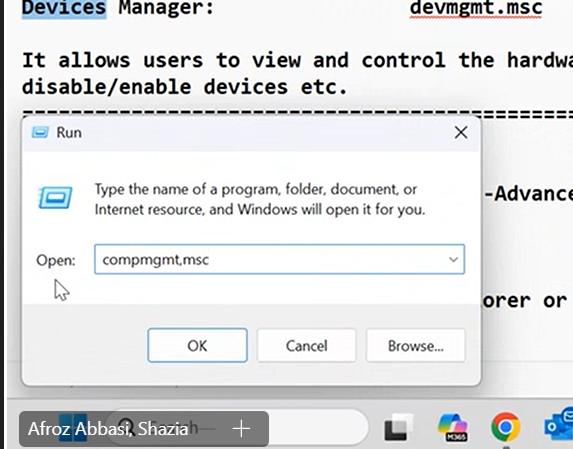 Devices Manager: devmgmt.msc
It allows users to view and control the hardwa
disable/enable devices etc.
Run
Type the name of a program, folder, document, or
Internet resource, and Windows will open it for you.
-Advance
Open: compmgmt,msc
orer or
OK Cancel Browse...
Afroz Abbasi, Shazia
M365